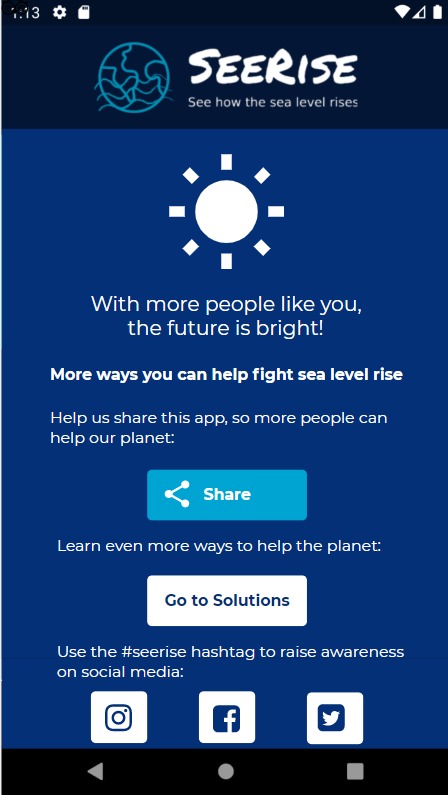 SEERISE
See how the sea level rises
With more people like you,
the future is bright!
More ways you can help fight sea level rise
Help us share this app, so more people can
help our planet:
Share
Learn even more ways to help the planet:
Go to Solutions
Use the #seerise hashtag to raise awareness
on social media: